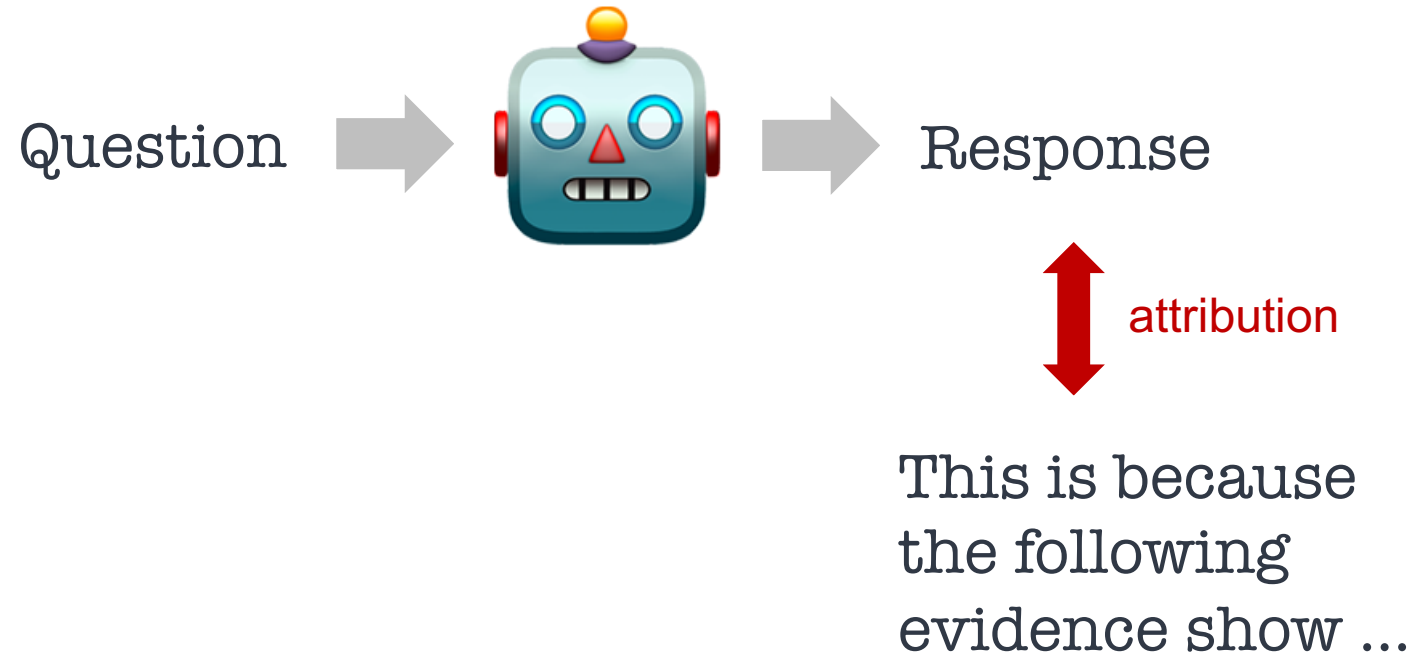 Question
Response
attribution
This is because
the following
evidence show ...